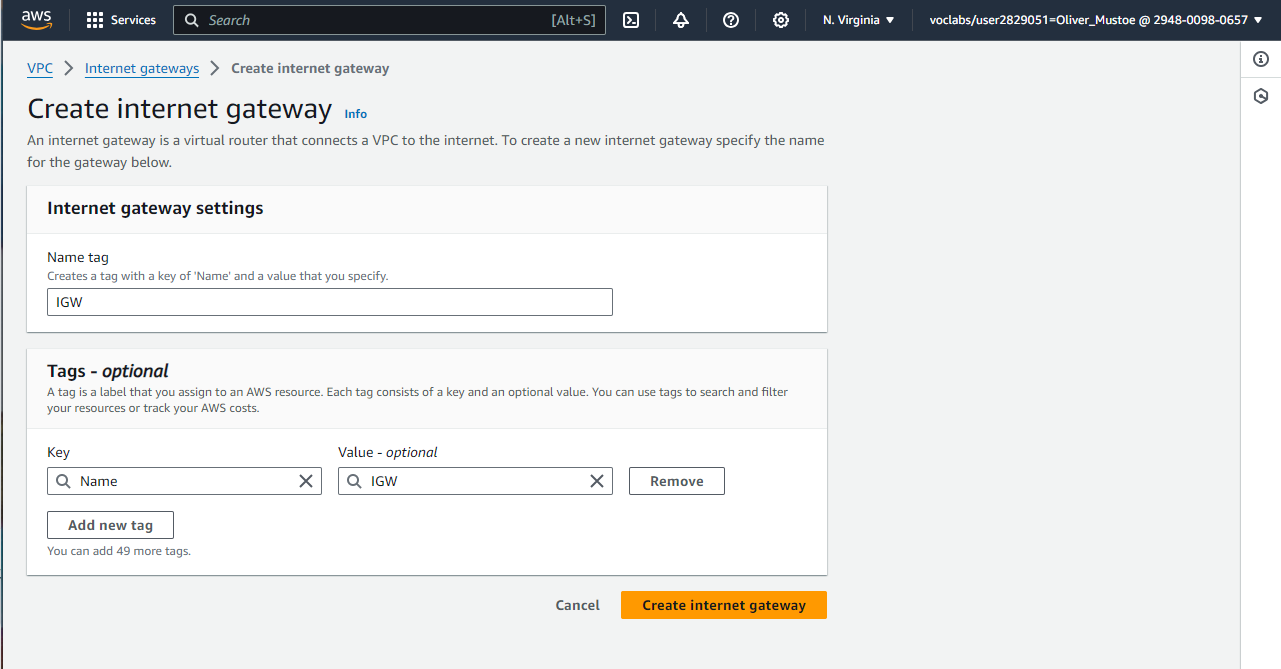 aws
Services
Search
[Alt+S]
N. Virginia
voclabs/user2829051=Oliver_Mustoe @ 2948-0098-0657
VPC
Internet gateways
Create internet gateway
Create internet gateway
Info
An internet gateway is a virtual router that connects a VPC to the internet. To create a new internet gateway specify the name
for the gateway below.
Internet gateway settings
Name tag
Creates a tag with a key of 'Name' and a value that you specify.
IGW
Tags - optional
A tag is a label that you assign to an AWS resource. Each tag consists of a key and an optional value. You can use tags to search and filter
your resources or track your AWS costs.
Key
Value - optional
Name
IGW
Remove
Add new tag
You can add 49 more tags.
Cancel
Create internet gateway